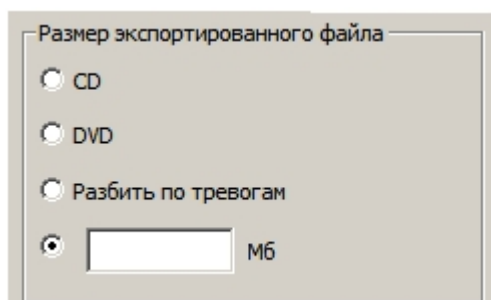 Размер экспортированного файла
CD
DVD
Разбить по тревогам
Мб